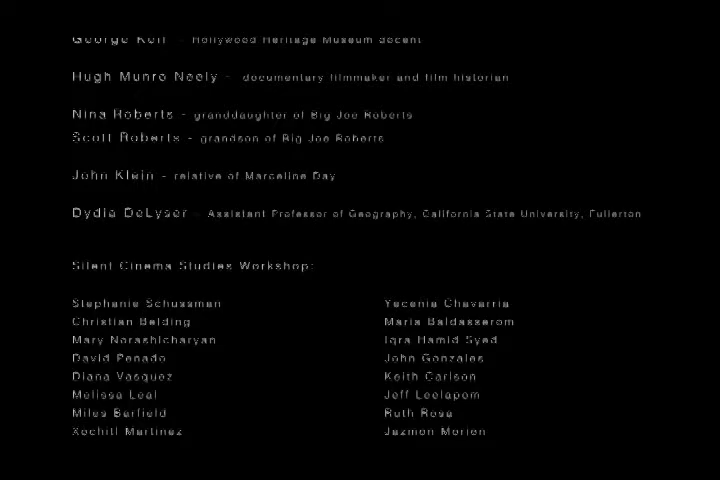 George - Hollywood Heritage Museum docent
Hugh Munro Neely - documentary filmmaker and film historian
Nina Roberts - granddaughter of Big Joe Roberts
Scott Roberts - grandson of Big Joe Roberts
John Klein - relative of Marceline Day
Dydia DeLyser - Assistant Professor of Geography, California State University, Fullerton
Silent Cinema Studies Workshop:
Stephanie Schussman
Christian Belding
Mary Norashicharyan
David Penado
Diana Vasquez
Melissa Leal
Miles Barfield
Xochitl Martinez
Yecenia Chavarria
Maria Baldasserom
Iqra Hamid Syed
John Gonzales
Keith Carlson
Jeff Leelapom
Ruth Rosa
Jazmon Morien